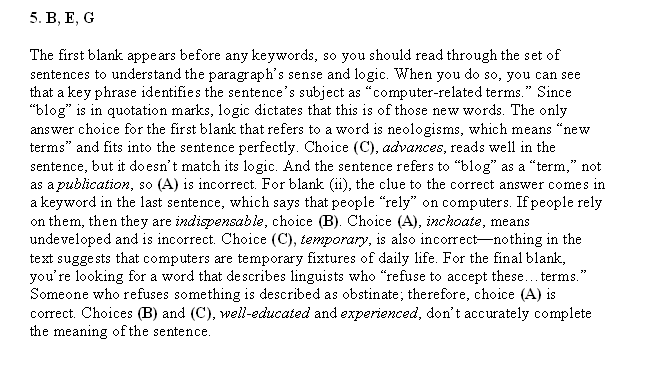 5. B, E, G
The first blank appears before any keywords, so you should read through the set of
sentences to understand the paragraph's sense and logic. When you do so, you can see
that a key phrase identifies the sentence's subject as “computer-related terms.” Since
“blog” is in quotation marks, logic dictates that this is of those new words. The only
answer choice for the first blank that refers to a word is neologisms, which means “new
terms” and fits into the sentence perfectly. Choice (C), advances, reads well in the
sentence, but it doesn't match its logic. And the sentence refers to “blog” as a “term,” not
as a publication, so (A) is incorrect. For blank (ii), the clue to the correct answer comes in
a keyword in the last sentence, which says that people “rely” on computers. If people rely
on them, then they are indispensable, choice (B). Choice (A), inchoate, means
undeveloped and is incorrect. Choice (C), temporary, is also incorrect—nothing in the
text suggests that computers are temporary fixtures of daily life. For the final blank,
you're looking for a word that describes linguists who “refuse to accept these…terms.”
Someone who refuses something is described as obstinate; therefore, choice (A) is
correct. Choices (B) and (C), well-educated and experienced, don't accurately complete
the meaning of the sentence.